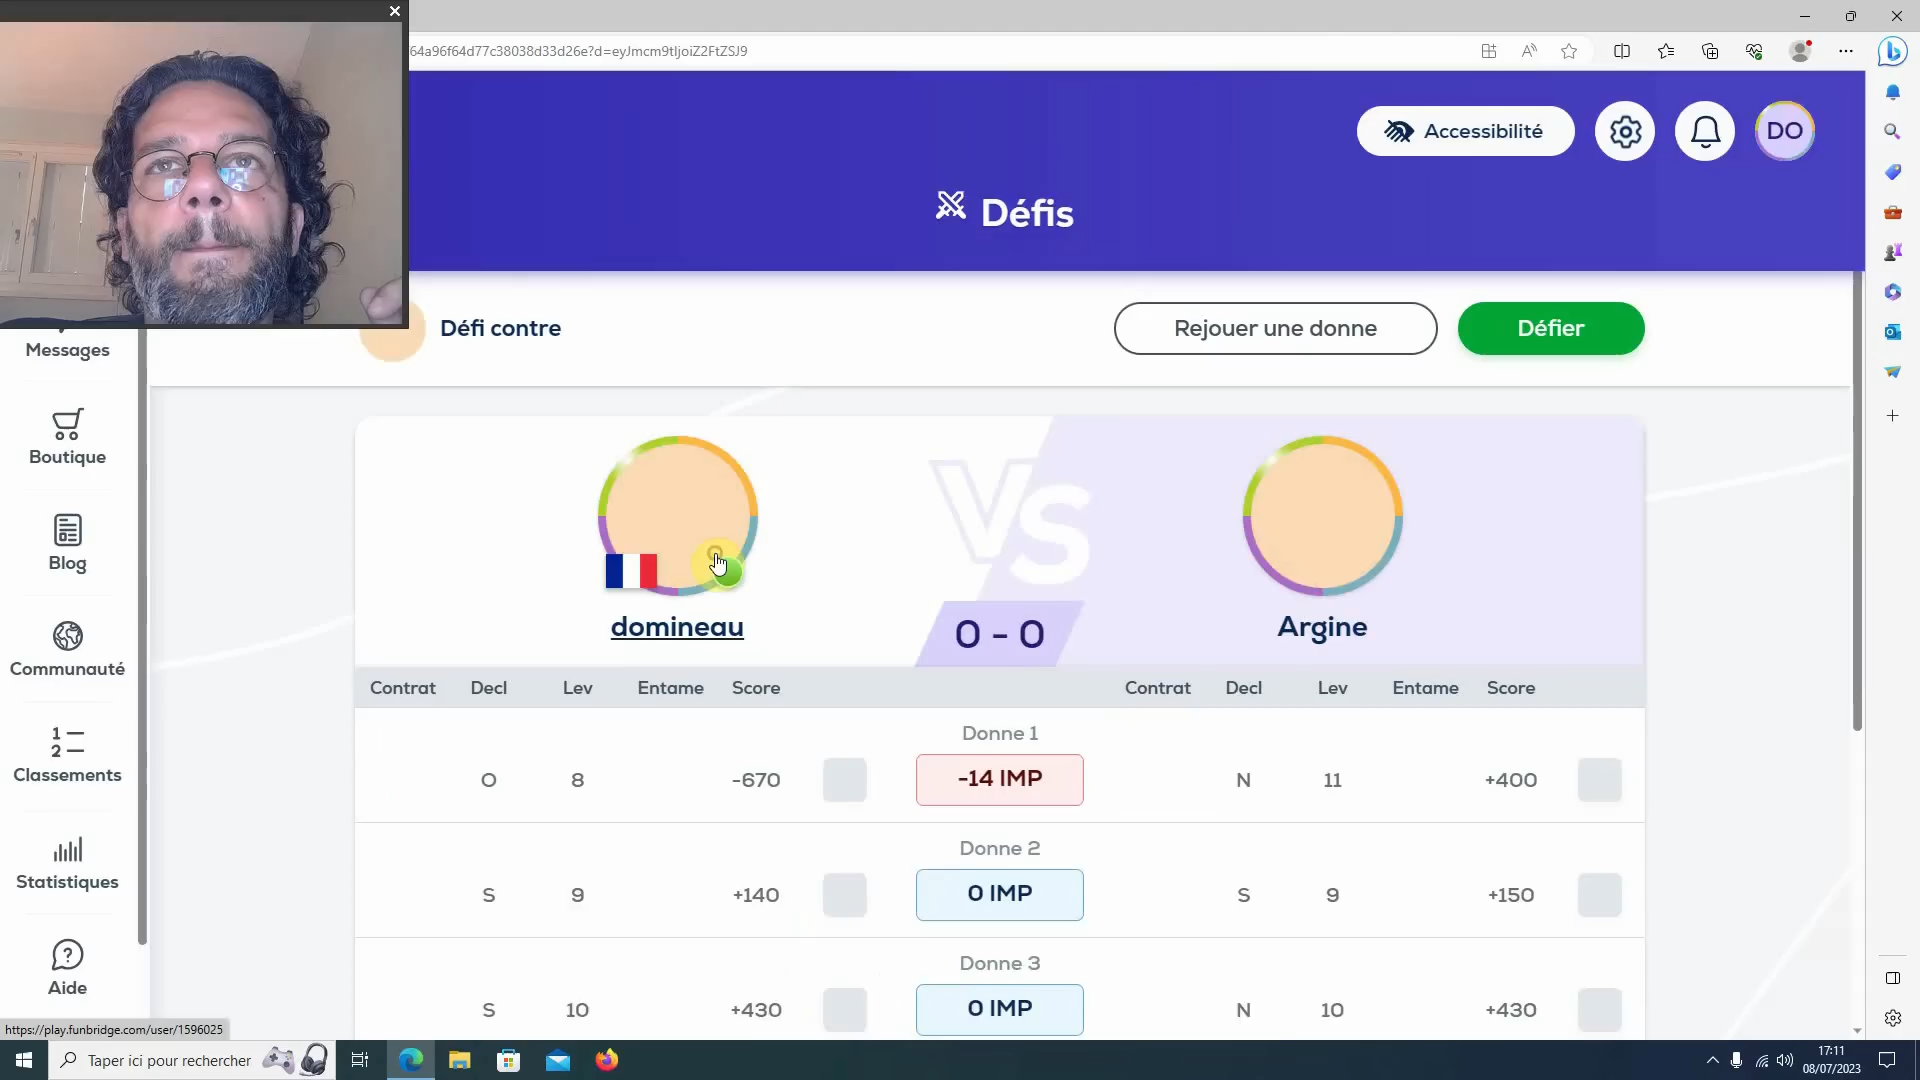 64a96f64d77c38038d33d26e?d=eyJmcm9tIjoiZ2FtZSJ9
Accessibilité
DO
Défis
Défi contre
Rejouer une donne
Défier
Messages
Boutique
Blog
Communauté
1
2
Classements
Statistiques
Aide
VS
domineau
0 - 0
Argine
Contrat Decl Lev Entame Score Contrat Decl Lev Entame Score
Donne 1
O 8 -670 -14 IMP N 11 +400
Donne 2
S 9 +140 0 IMP S 9 +150
Donne 3
S 10 +430 0 IMP N 10 +430
https://play.funbridge.com/user/1596025
Taper ici pour rechercher
17:11
08/07/2023